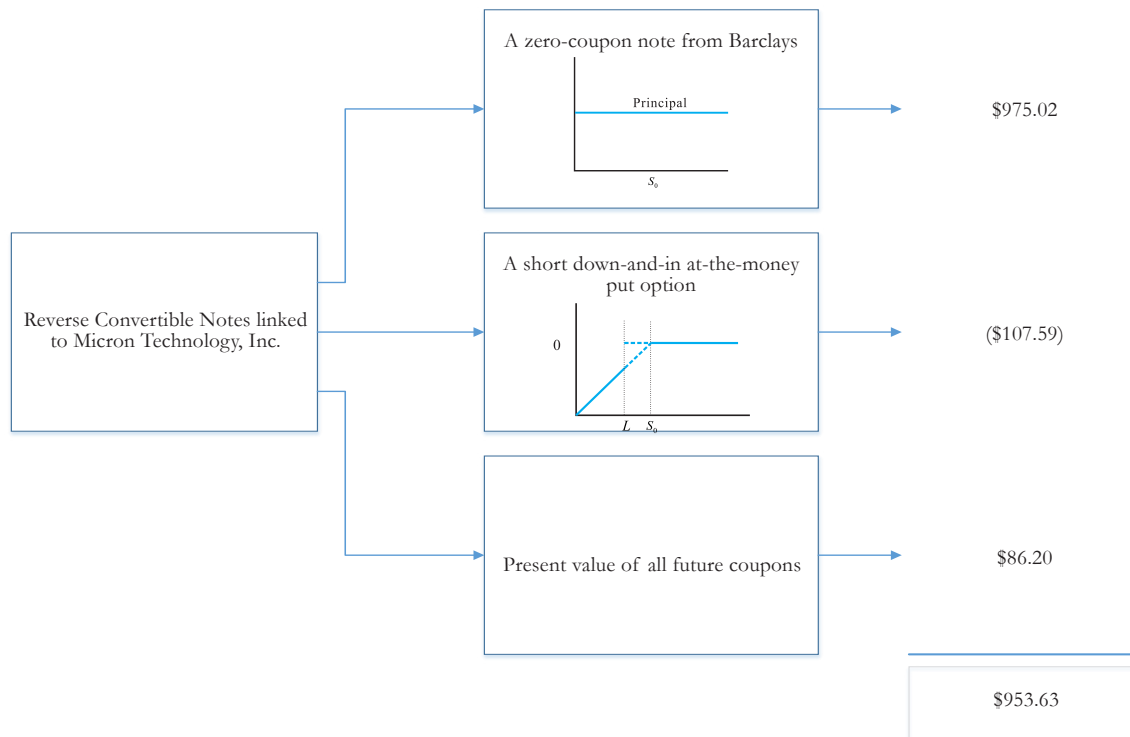 A zero-coupon note from Barclays
Principal
S₀
$975.02
Reverse Convertible Notes linked
to Micron Technology, Inc.
A short down-and-in at-the-money
put option
0
L S₀
($107.59)
Present value of all future coupons
$86.20
$953.63